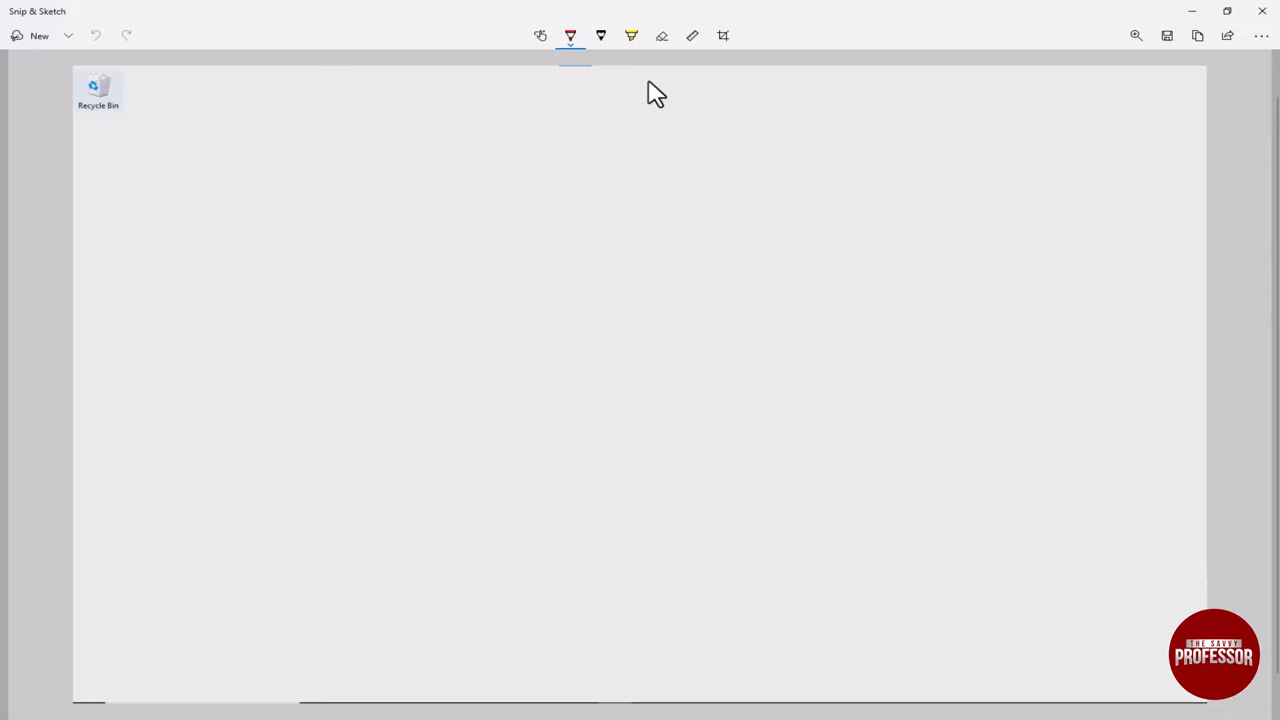 Snip & Sketch
New
Recycle Bin
THE SAVVY
PROFESSOR